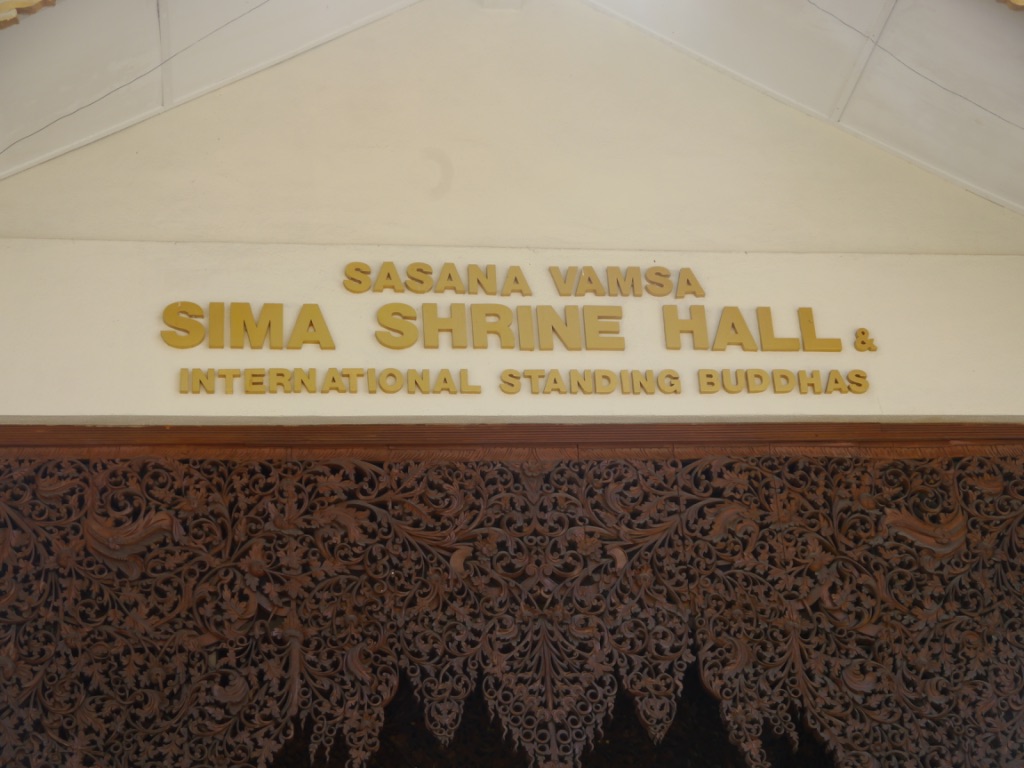 SASANA VAMSA
SIMA SHRINE HALL &
INTERNATIONAL STANDING BUDDHAS